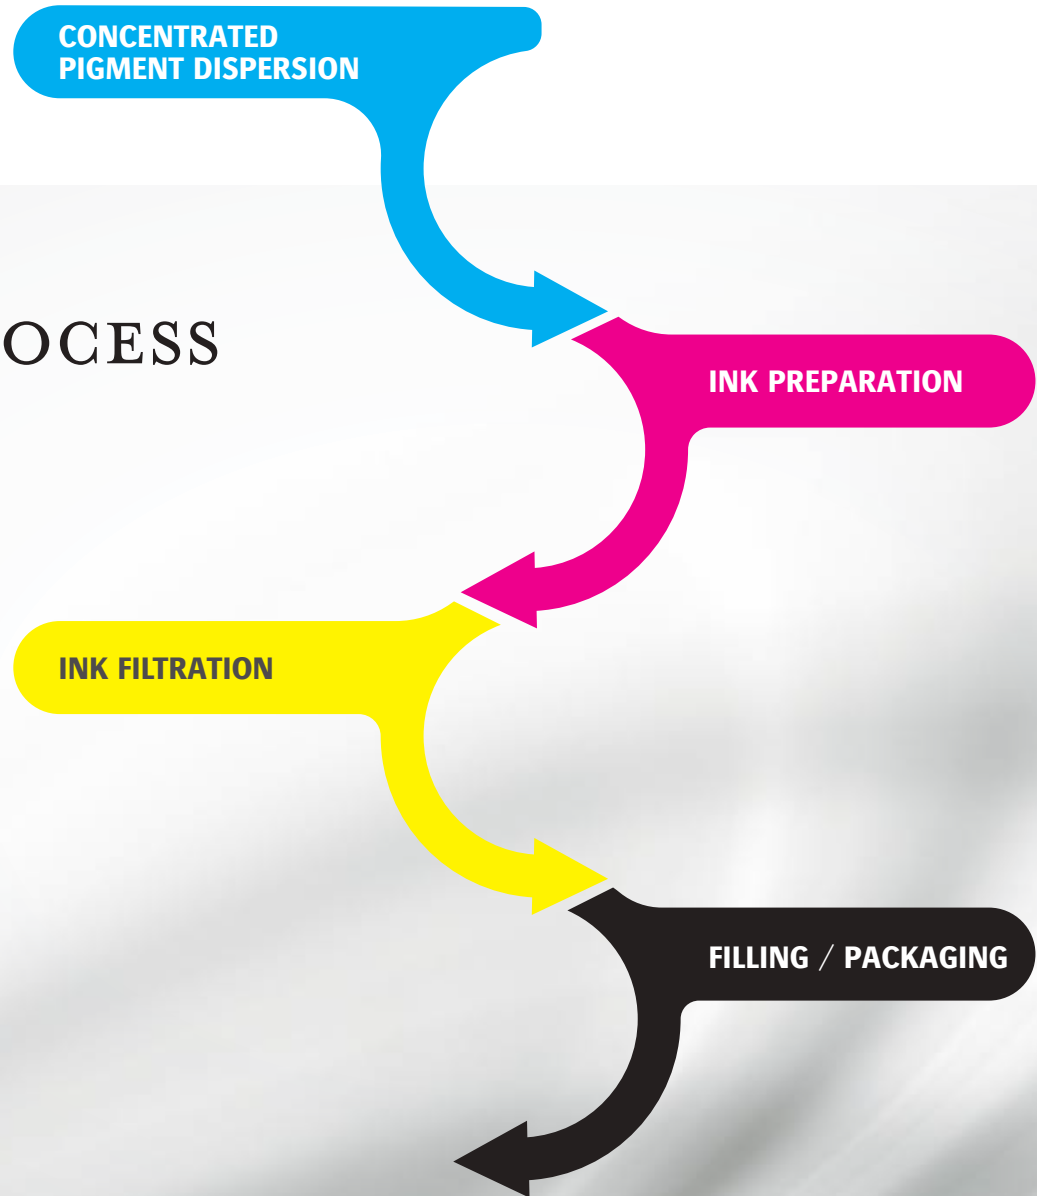 CONCENTRATED
PIGMENT DISPERSION
OCESS
INK PREPARATION
INK FILTRATION
FILLING / PACKAGING